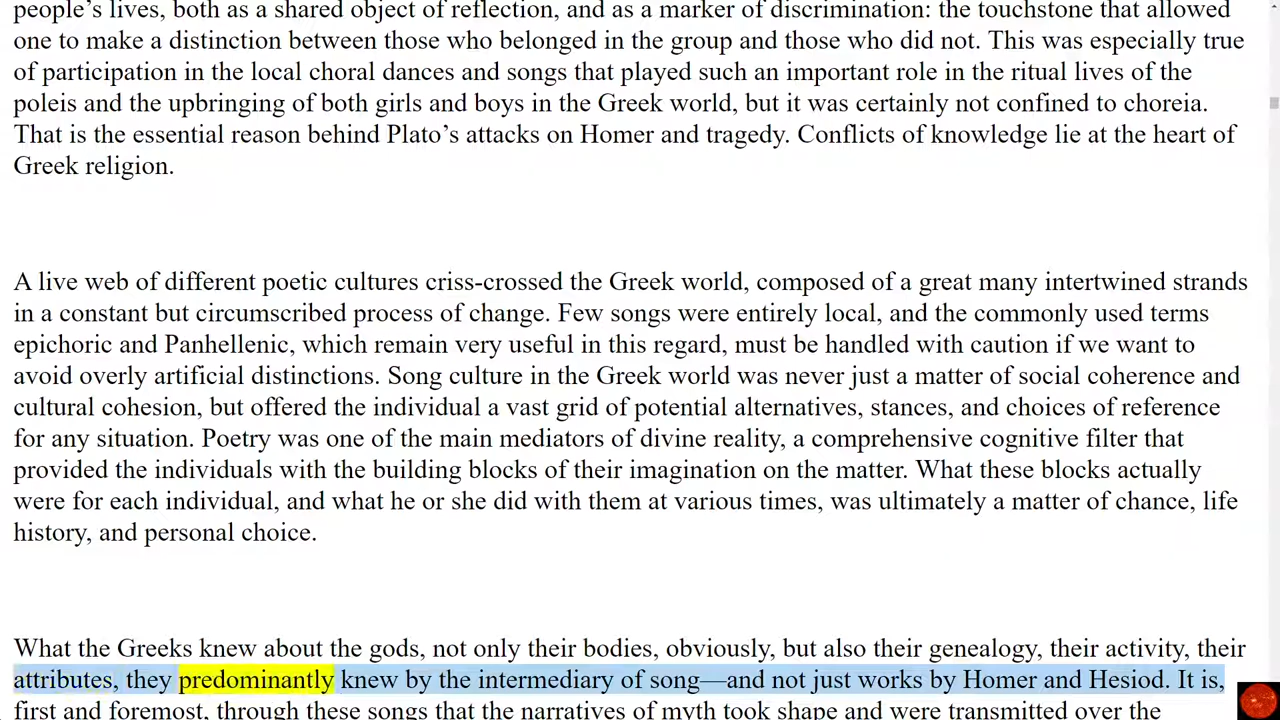 people’s lives, both as a shared object of reflection, and as a marker of discrimination: the touchstone that allowed
one to make a distinction between those who belonged in the group and those who did not. This was especially true
of participation in the local choral dances and songs that played such an important role in the ritual lives of the
poleis and the upbringing of both girls and boys in the Greek world, but it was certainly not confined to choreia.
That is the essential reason behind Plato’s attacks on Homer and tragedy. Conflicts of knowledge lie at the heart of
Greek religion.
A live web of different poetic cultures criss-crossed the Greek world, composed of a great many intertwined strands
in a constant but circumscribed process of change. Few songs were entirely local, and the commonly used terms
epichoric and Panhellenic, which remain very useful in this regard, must be handled with caution if we want to
avoid overly artificial distinctions. Song culture in the Greek world was never just a matter of social coherence and
cultural cohesion, but offered the individual a vast grid of potential alternatives, stances, and choices of reference
for any situation. Poetry was one of the main mediators of divine reality, a comprehensive cognitive filter that
provided the individuals with the building blocks of their imagination on the matter. What these blocks actually
were for each individual, and what he or she did with them at various times, was ultimately a matter of chance, life
history, and personal choice.
What the Greeks knew about the gods, not only their bodies, obviously, but also their genealogy, their activity, their
attributes, they predominantly knew by the intermediary of song—and not just works by Homer and Hesiod. It is,
first and foremost, through these songs that the narratives of myth took shape and were transmitted over the